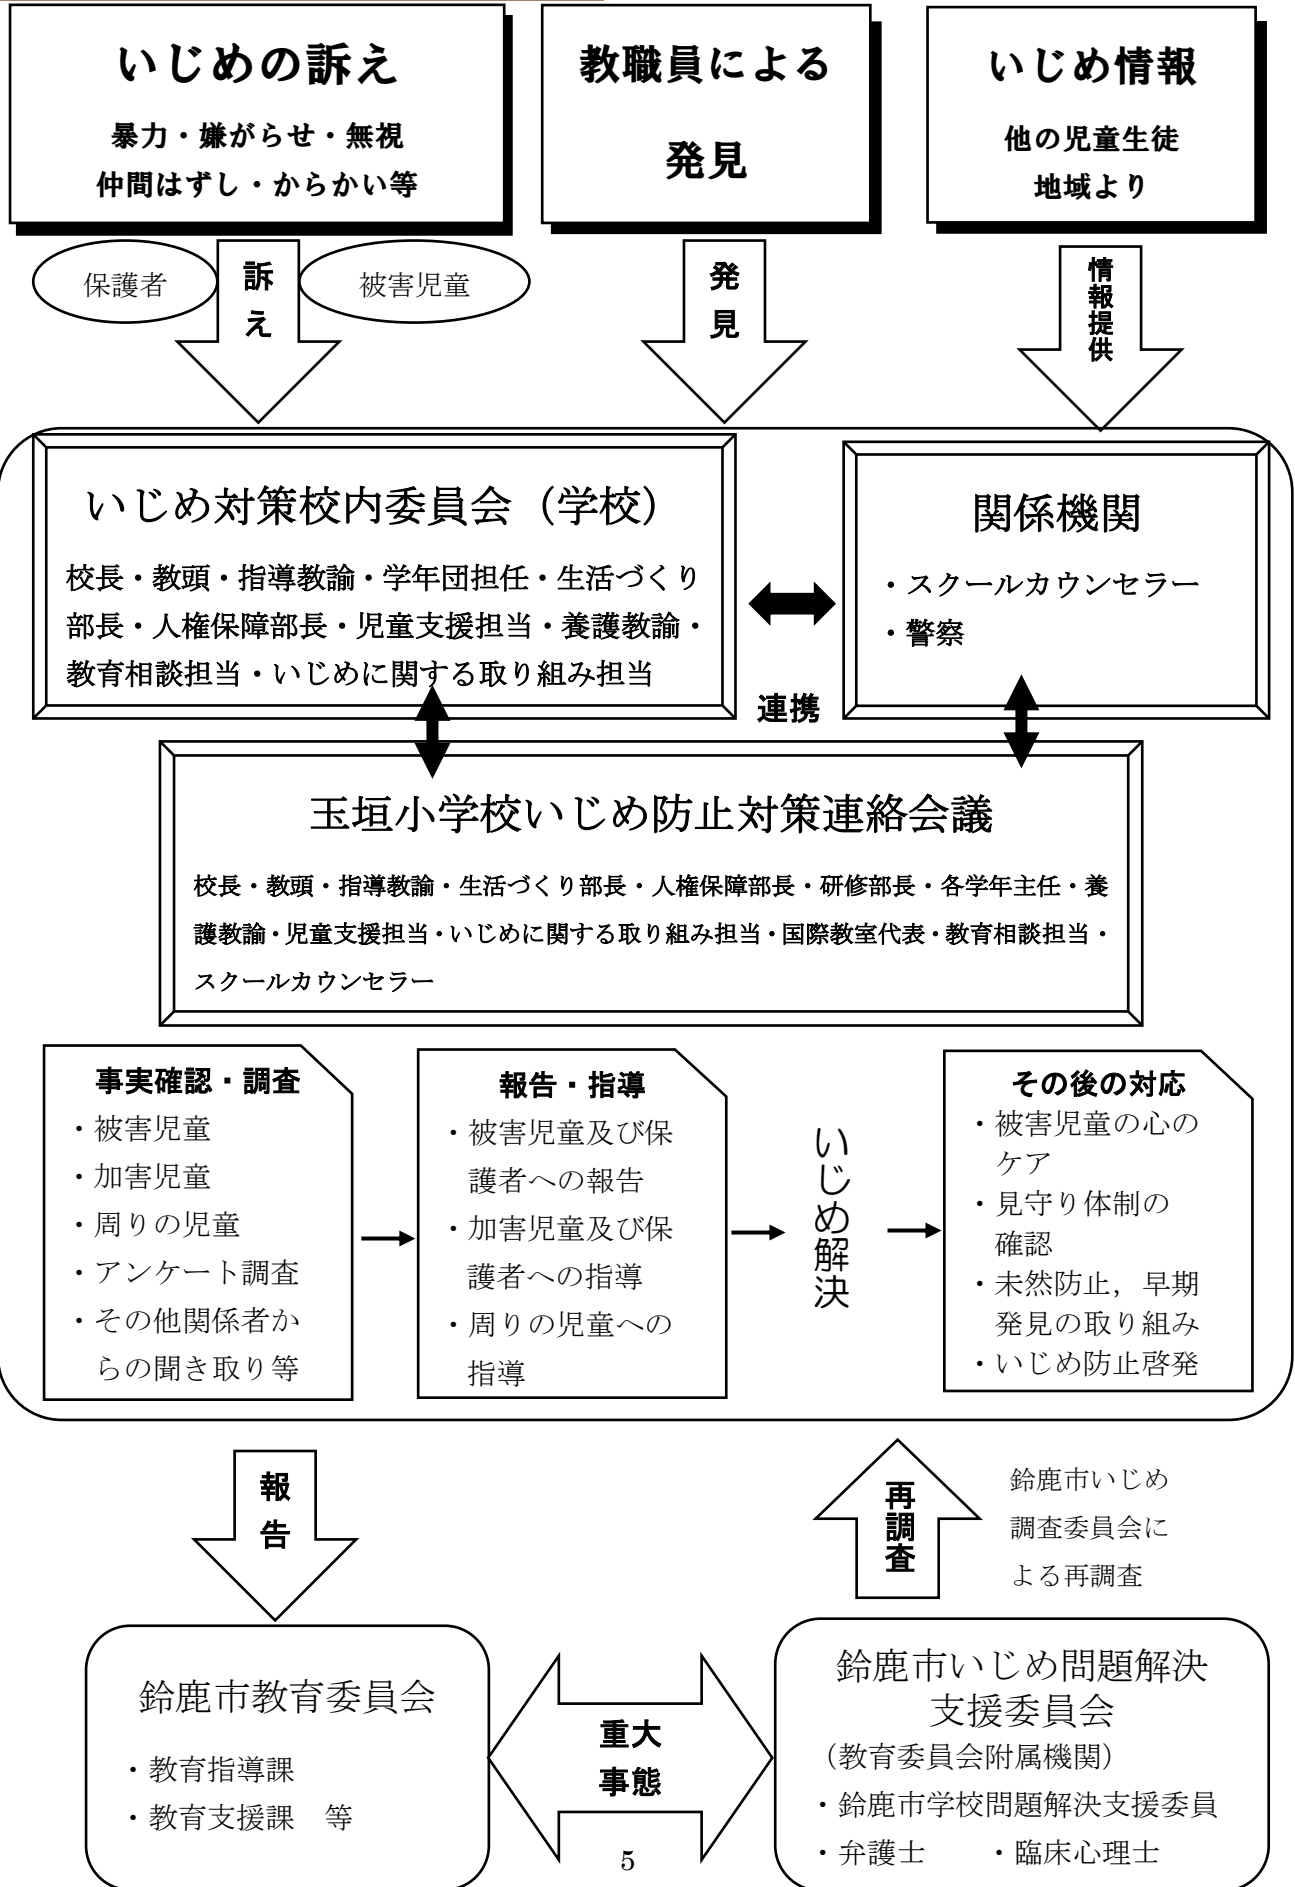 いじめの訴え
暴力・嫌がらせ・無視
仲間はずし・からかい等
教職員による
発見
いじめ情報
他の児童生徒
地域より
保護者
訴え
被害児童
発見
情報提供
いじめ対策校内委員会（学校）
校長・教頭・指導教諭・学年団担任・生活づくり
部長・人権保障部長・児童支援担当・養護教諭・
教育相談担当・いじめに関する取り組み担当
連携
関係機関
・スクールカウンセラー
・警察
玉垣小学校いじめ防止対策連絡会議
校長・教頭・指導教諭・生活づくり部長・人権保障部長・研修部長・各学年主任・養
護教諭・児童支援担当・いじめに関する取り組み担当・国際教室代表・教育相談担当・
スクールカウンセラー
事実確認・調査
・被害児童
・加害児童
・周りの児童
・アンケート調査
・その他関係者か
らの聞き取り等
報告・指導
・被害児童及び保
護者への報告
・加害児童及び保
護者への指導
・周りの児童への
指導
いじめ解決
その後の対応
・被害児童の心の
ケア
・見守り体制の
確認
・未然防止，早期
発見の取り組み
・いじめ防止啓発
報告
再調査
鈴鹿市いじめ
調査委員会に
よる再調査
鈴鹿市教育委員会
・教育指導課
・教育支援課　等
重大
事態
鈴鹿市いじめ問題解決
支援委員会
（教育委員会附属機関）
・鈴鹿市学校問題解決支援委員
・弁護士　　・臨床心理士
5